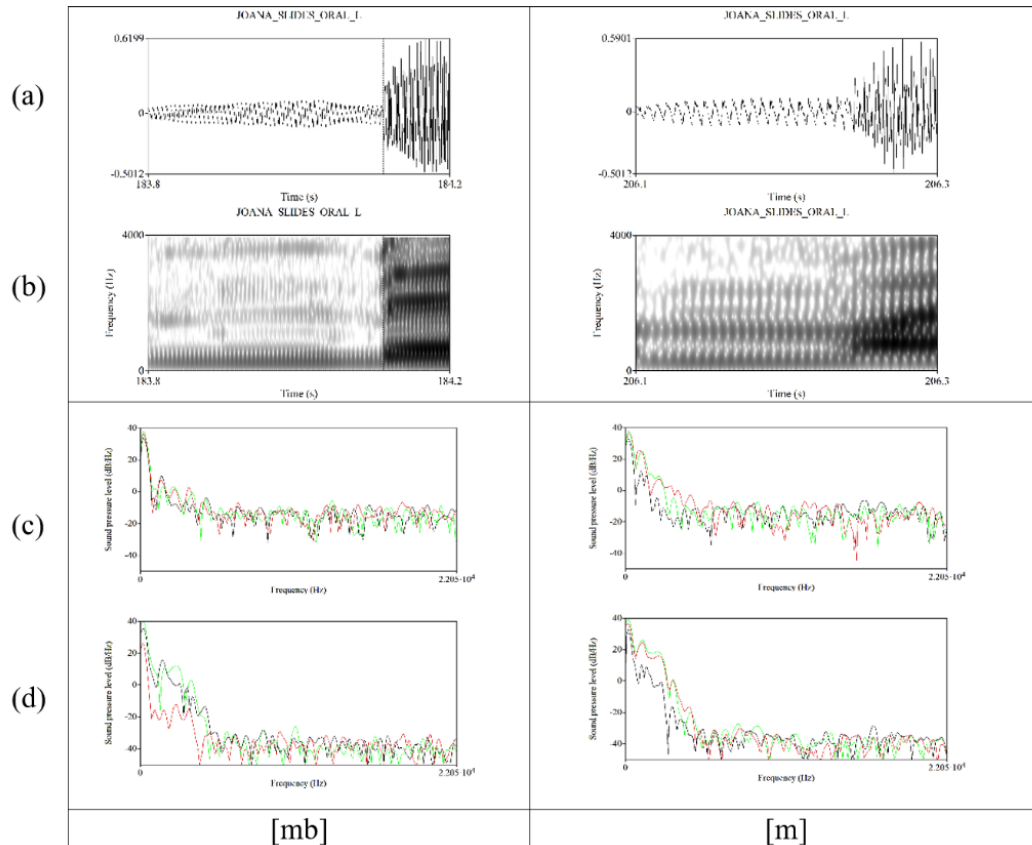 JOANA_SLIDES_ORAL_L
0.6199
0
-0.5012
183.8
184.2
Time (s)
JOANA_SLIDES_ORAL_L
0.5901
0
-0.5012
206.1
206.3
Time (s)
(a)
JOANA_SLIDES_ORAL_L
4000
Frequency (Hz)
0
183.8
184.2
Time (s)
JOANA_SLIDES_ORAL_L
4000
Frequency (Hz)
0
206.1
206.3
Time (s)
(b)
40
20
0
-20
-40
Sound pressure level (dB/Hz)
0
2.205·10⁴
Frequency (Hz)
40
20
0
-20
-40
Sound pressure level (dB/Hz)
0
2.205·10⁴
Frequency (Hz)
(c)
40
20
0
-20
-40
Sound pressure level (dB/Hz)
0
2.205·10⁴
Frequency (Hz)
40
20
0
-20
-40
Sound pressure level (dB/Hz)
0
2.205·10⁴
Frequency (Hz)
(d)
[mb]
[m]